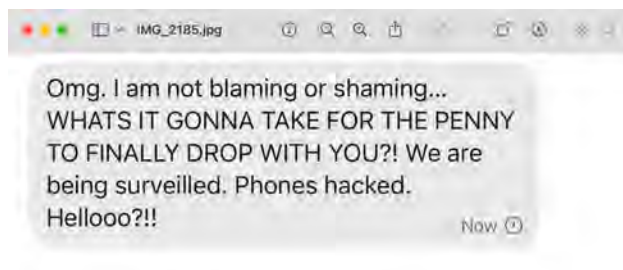 IMG_2185.jpg
Omg. I am not blaming or shaming...
WHATS IT GONNA TAKE FOR THE PENNY
TO FINALLY DROP WITH YOU?! We are
being surveilled. Phones hacked.
Hellooo?!!
Now